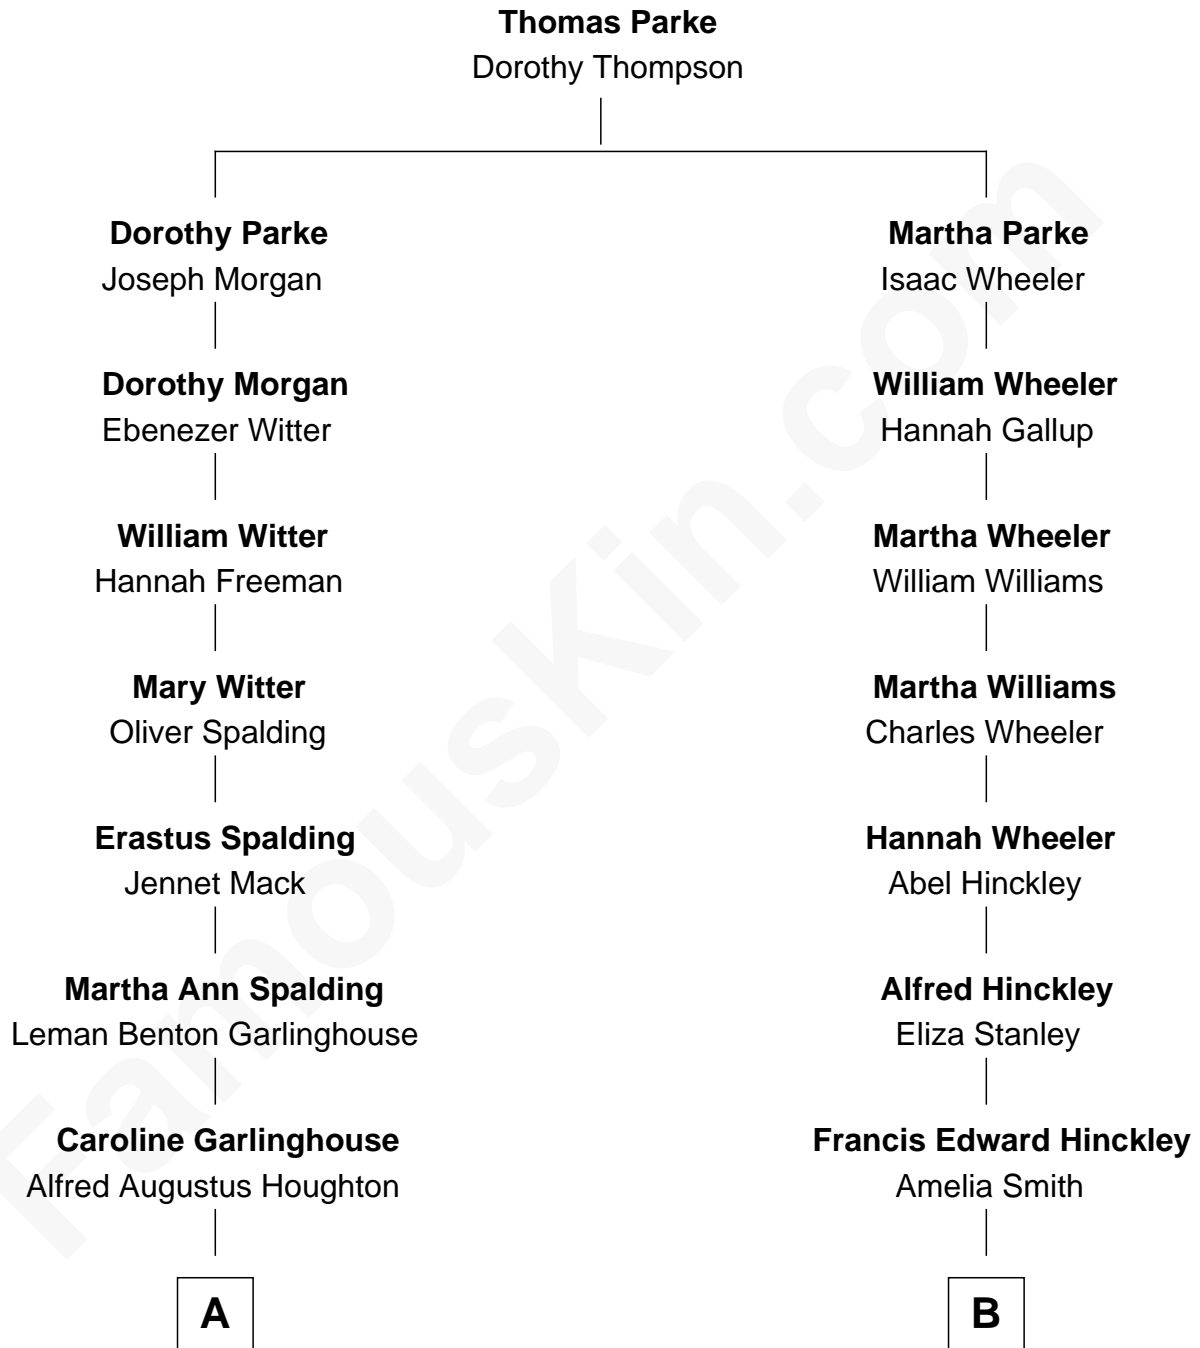 Thomas Parke
Dorothy Thompson
Dorothy Parke
Joseph Morgan
Martha Parke
Isaac Wheeler
Dorothy Morgan
Ebenezer Witter
William Wheeler
Hannah Gallup
William Witter
Hannah Freeman
Martha Wheeler
William Williams
Mary Witter
Oliver Spalding
Martha Williams
Charles Wheeler
Erastus Spalding
Jennet Mack
Hannah Wheeler
Abel Hinckley
Martha Ann Spalding
Leman Benton Garlinghouse
Alfred Hinckley
Eliza Stanley
Caroline Garlinghouse
Alfred Augustus Houghton
Francis Edward Hinckley
Amelia Smith
A
B
FamousKin.com